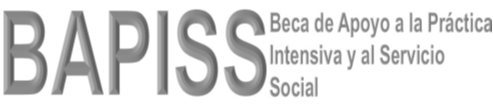 BAPISS
Beca de Apoyo a la Práctica
Intensiva y al Servicio
Social